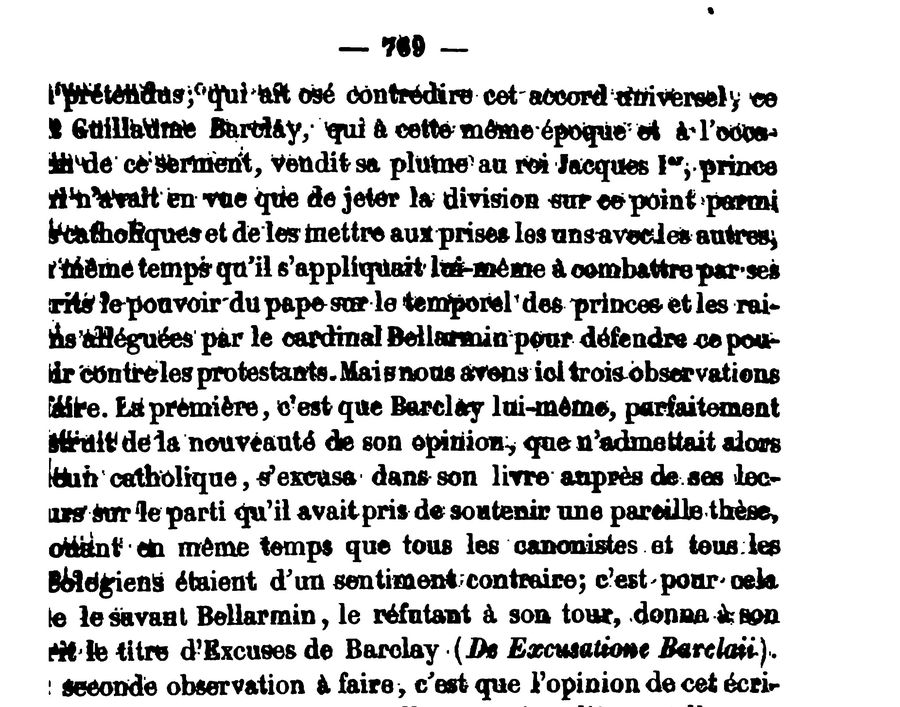 — 769 —
prétendus, qui ait osé contredire cet accord universel, ce
Guillaume Barclay, qui à cette même époque et à l'occa-
de ce serment, vendit sa plume au roi Jacques Ier, prince
n'avait en vue que de jeter la division sur ce point parmi
catholiques et de les mettre aux prises les uns avec les autres,
même temps qu'il s'appliquait lui-même à combattre par ses
le pouvoir du pape sur le temporel des princes et les rai-
alléguées par le cardinal Bellarmin pour défendre ce pou-
contre les protestants. Mais nous avons ici trois observations
La première, c'est que Barclay lui-même, parfaitement
de la nouveauté de son opinion, que n'admettait alors
catholique, s'excusa dans son livre auprès de ses lec-
sur le parti qu'il avait pris de soutenir une pareille thèse,
en même temps que tous les canonistes et tous les
étaient d'un sentiment contraire; c'est pour cela
le savant Bellarmin, le réfutant à son tour, donna à son
le titre d'Excuses de Barclay (De Excusatione Barclaii).
seconde observation à faire, c'est que l'opinion de cet écri-